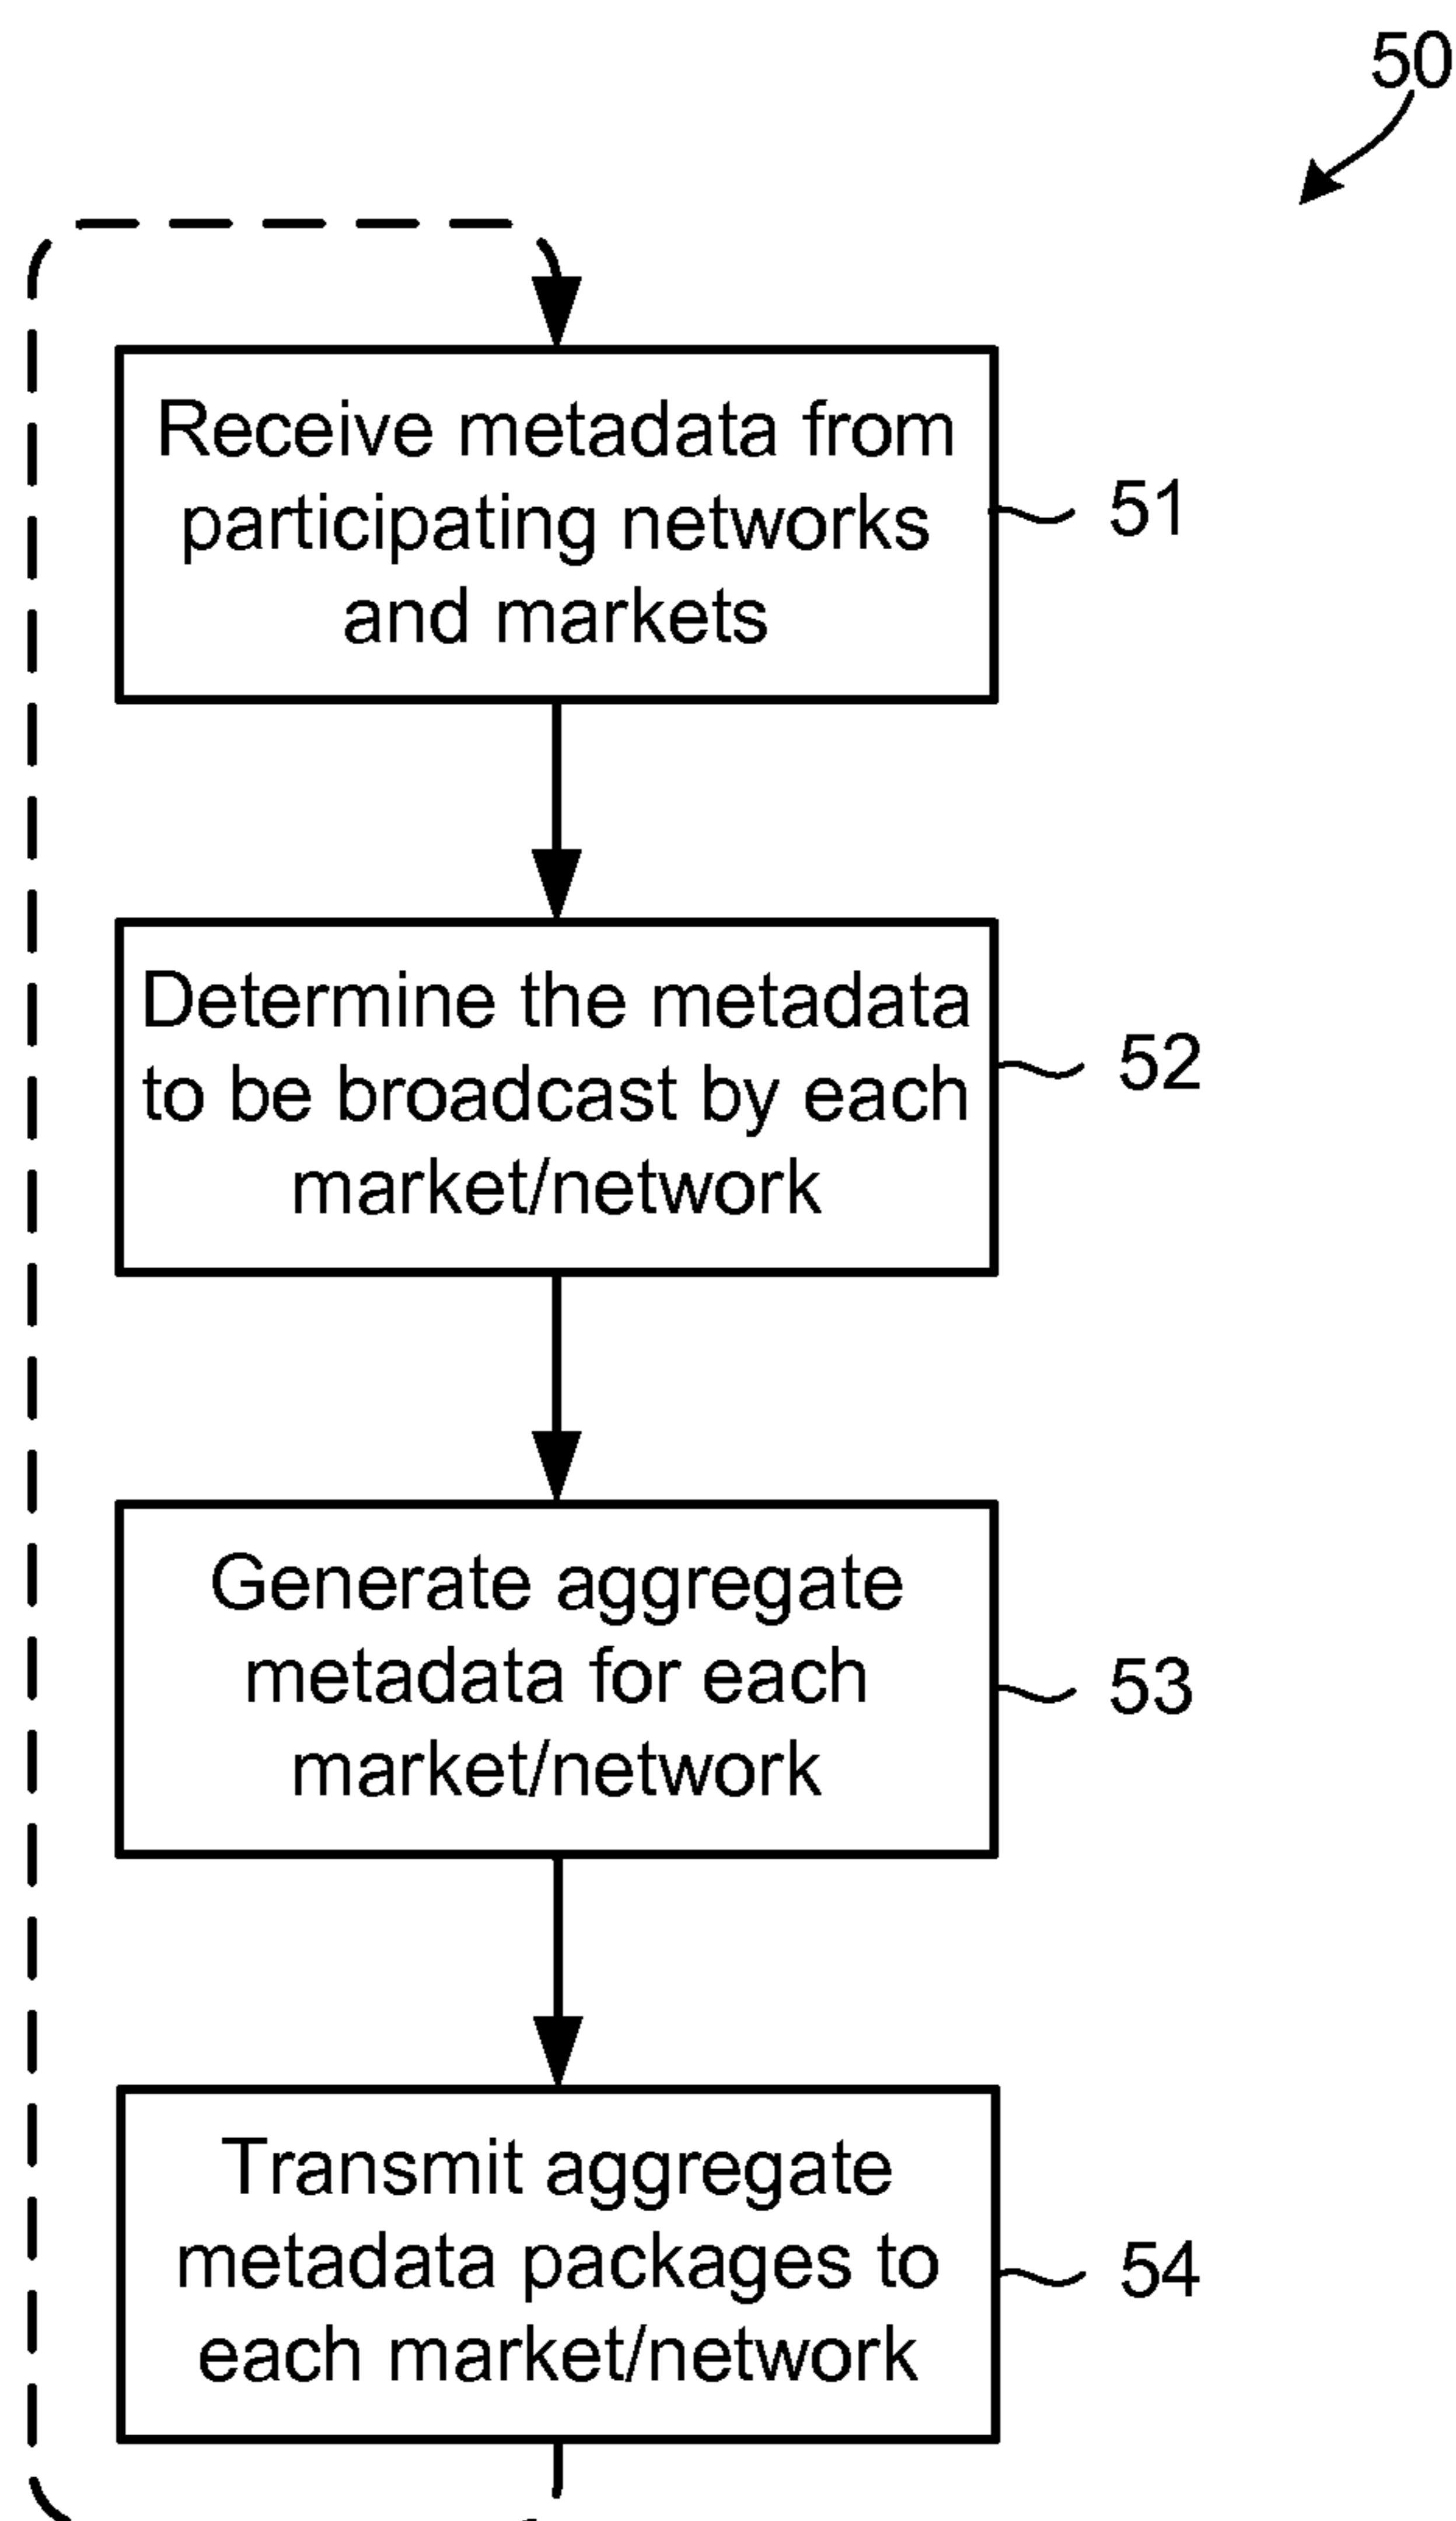 50
Receive metadata from
participating networks
and markets
51
Determine the metadata
to be broadcast by each
market/network
52
Generate aggregate
metadata for each
market/network
53
Transmit aggregate
metadata packages to
each market/network
54